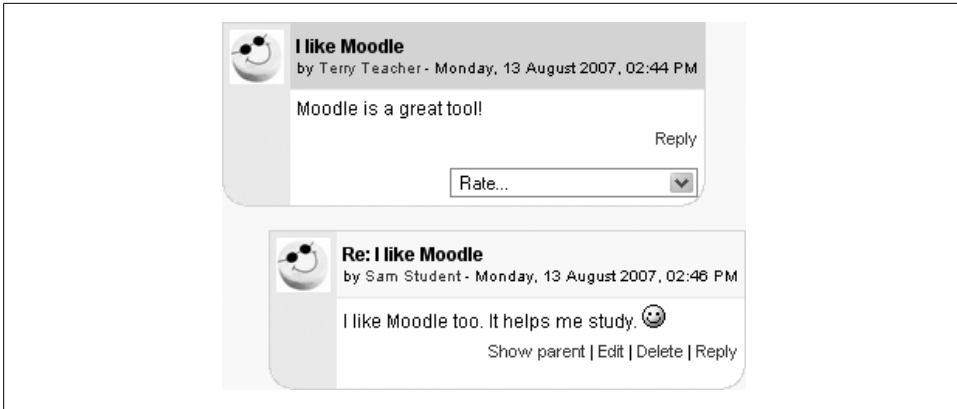 I like Moodle
by Terry Teacher - Monday, 13 August 2007, 02:44 PM
Moodle is a great tool!
Reply
Rate...
Re: I like Moodle
by Sam Student - Monday, 13 August 2007, 02:46 PM
I like Moodle too. It helps me study.
Show parent | Edit | Delete | Reply